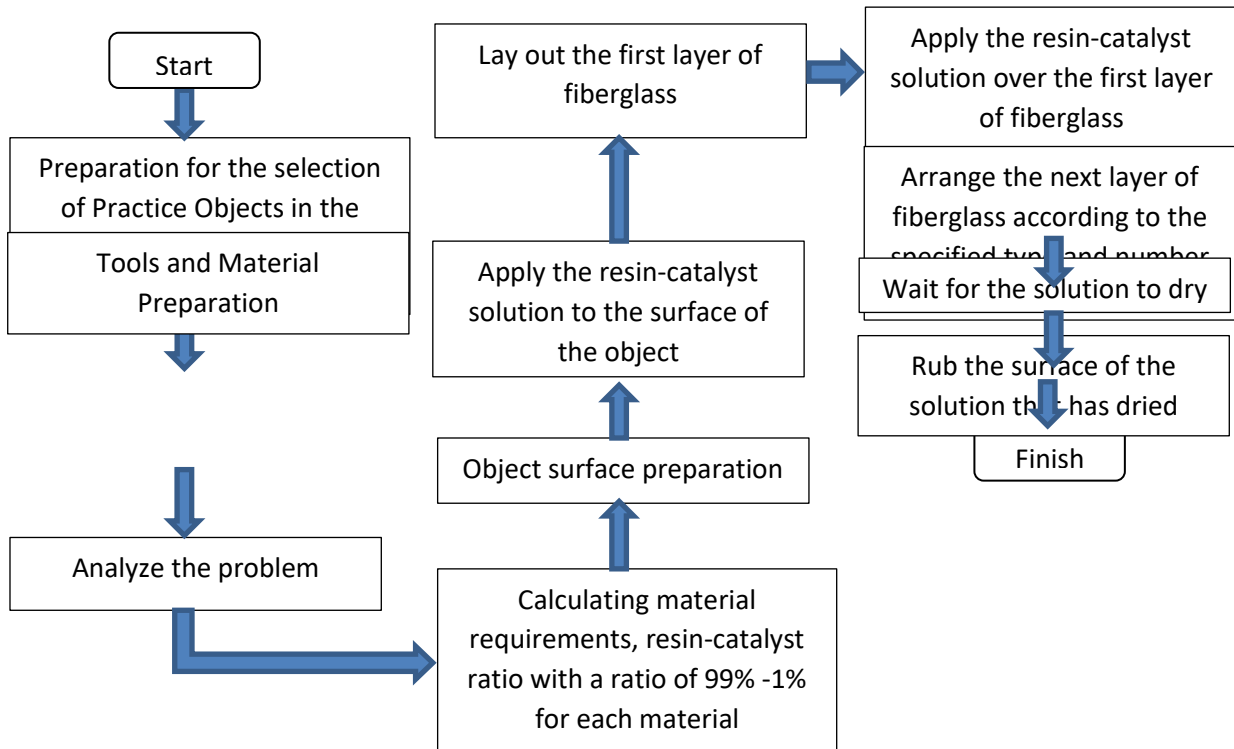 Start
Preparation for the selection
of Practice Objects in the
Tools and Material
Preparation
Analyze the problem
Calculating material
requirements, resin-catalyst
ratio with a ratio of 99% -1%
for each material
Object surface preparation
Apply the resin-catalyst
solution to the surface of
the object
Lay out the first layer of
fiberglass
Apply the resin-catalyst
solution over the first layer
of fiberglass
Arrange the next layer of
fiberglass according to the
specified type and number
Wait for the solution to dry
Rub the surface of the
solution that has dried
Finish